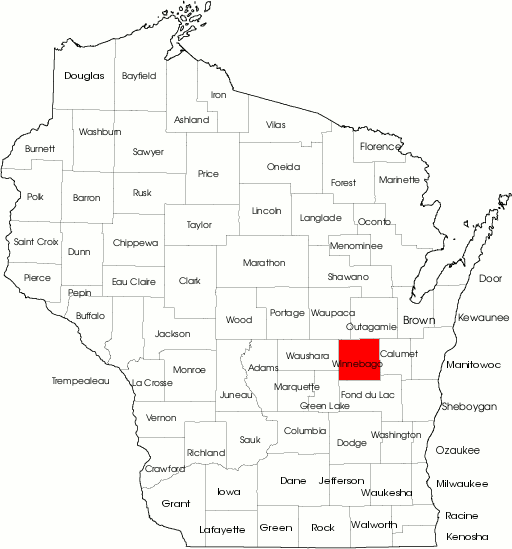 Douglas
Bayfield
Iron
Ashland
Vilas
Washburn
Burnett
Sawyer
Florence
Oneida
Price
Forest
Marinette
Polk
Barron
Rusk
Lincoln
Langlade
Oconto
Taylor
Saint Croix
Dunn
Chippewa
Menominee
Marathon
Pierce
Eau Claire
Clark
Shawano
Door
Pepin
Buffalo
Wood
Portage
Waupaca
Outagamie
Brown
Kewaunee
Jackson
Trempealeau
La Crosse
Monroe
Adams
Waushara
Winnebago
Calumet
Manitowoc
Juneau
Marquette
Green Lake
Fond du Lac
Sheboygan
Vernon
Sauk
Columbia
Dodge
Washington
Ozaukee
Crawford
Richland
Dane
Jefferson
Waukesha
Milwaukee
Grant
Iowa
Lafayette
Green
Rock
Walworth
Racine
Kenosha